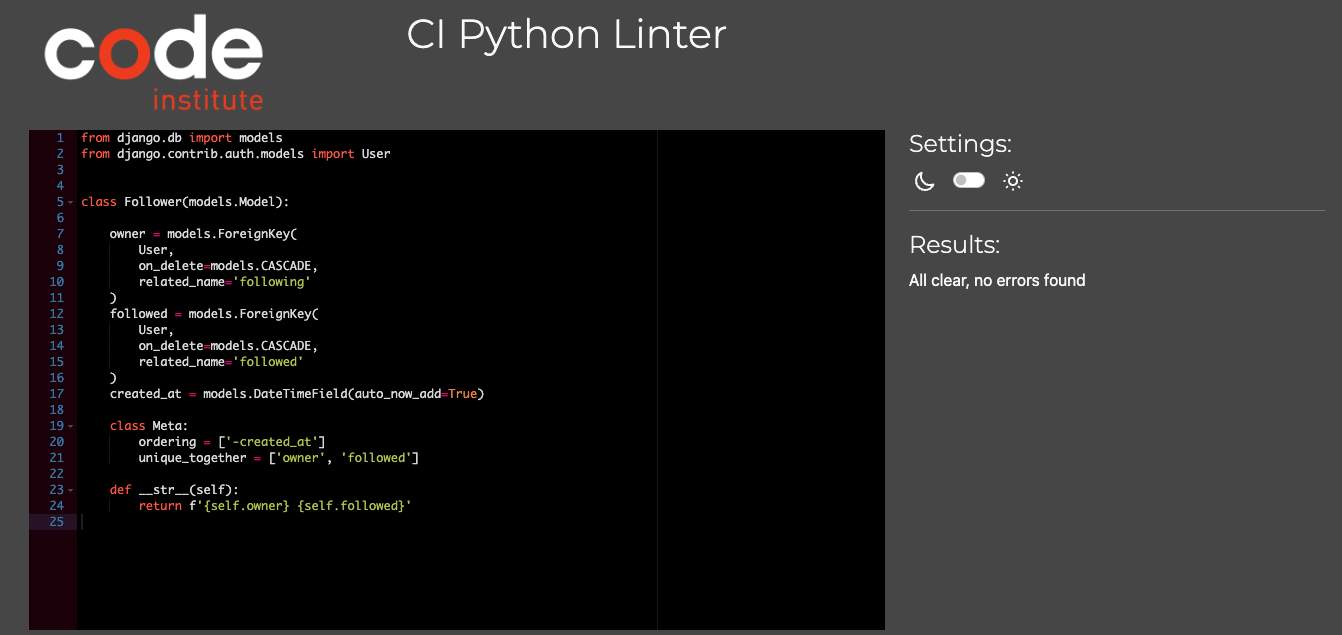 code
institute
CI Python Linter
1 from django.db import models
2 from django.contrib.auth.models import User
3
4
5 class Follower(models.Model):
6
7     owner = models.ForeignKey(
8         User,
9         on_delete=models.CASCADE,
10         related_name='following'
11     )
12     followed = models.ForeignKey(
13         User,
14         on_delete=models.CASCADE,
15         related_name='followed'
16     )
17     created_at = models.DateTimeField(auto_now_add=True)
18
19     class Meta:
20         ordering = ['-created_at']
21         unique_together = ['owner', 'followed']
22
23     def __str__(self):
24         return f'{self.owner} {self.followed}'
25
Settings:
Results:
All clear, no errors found